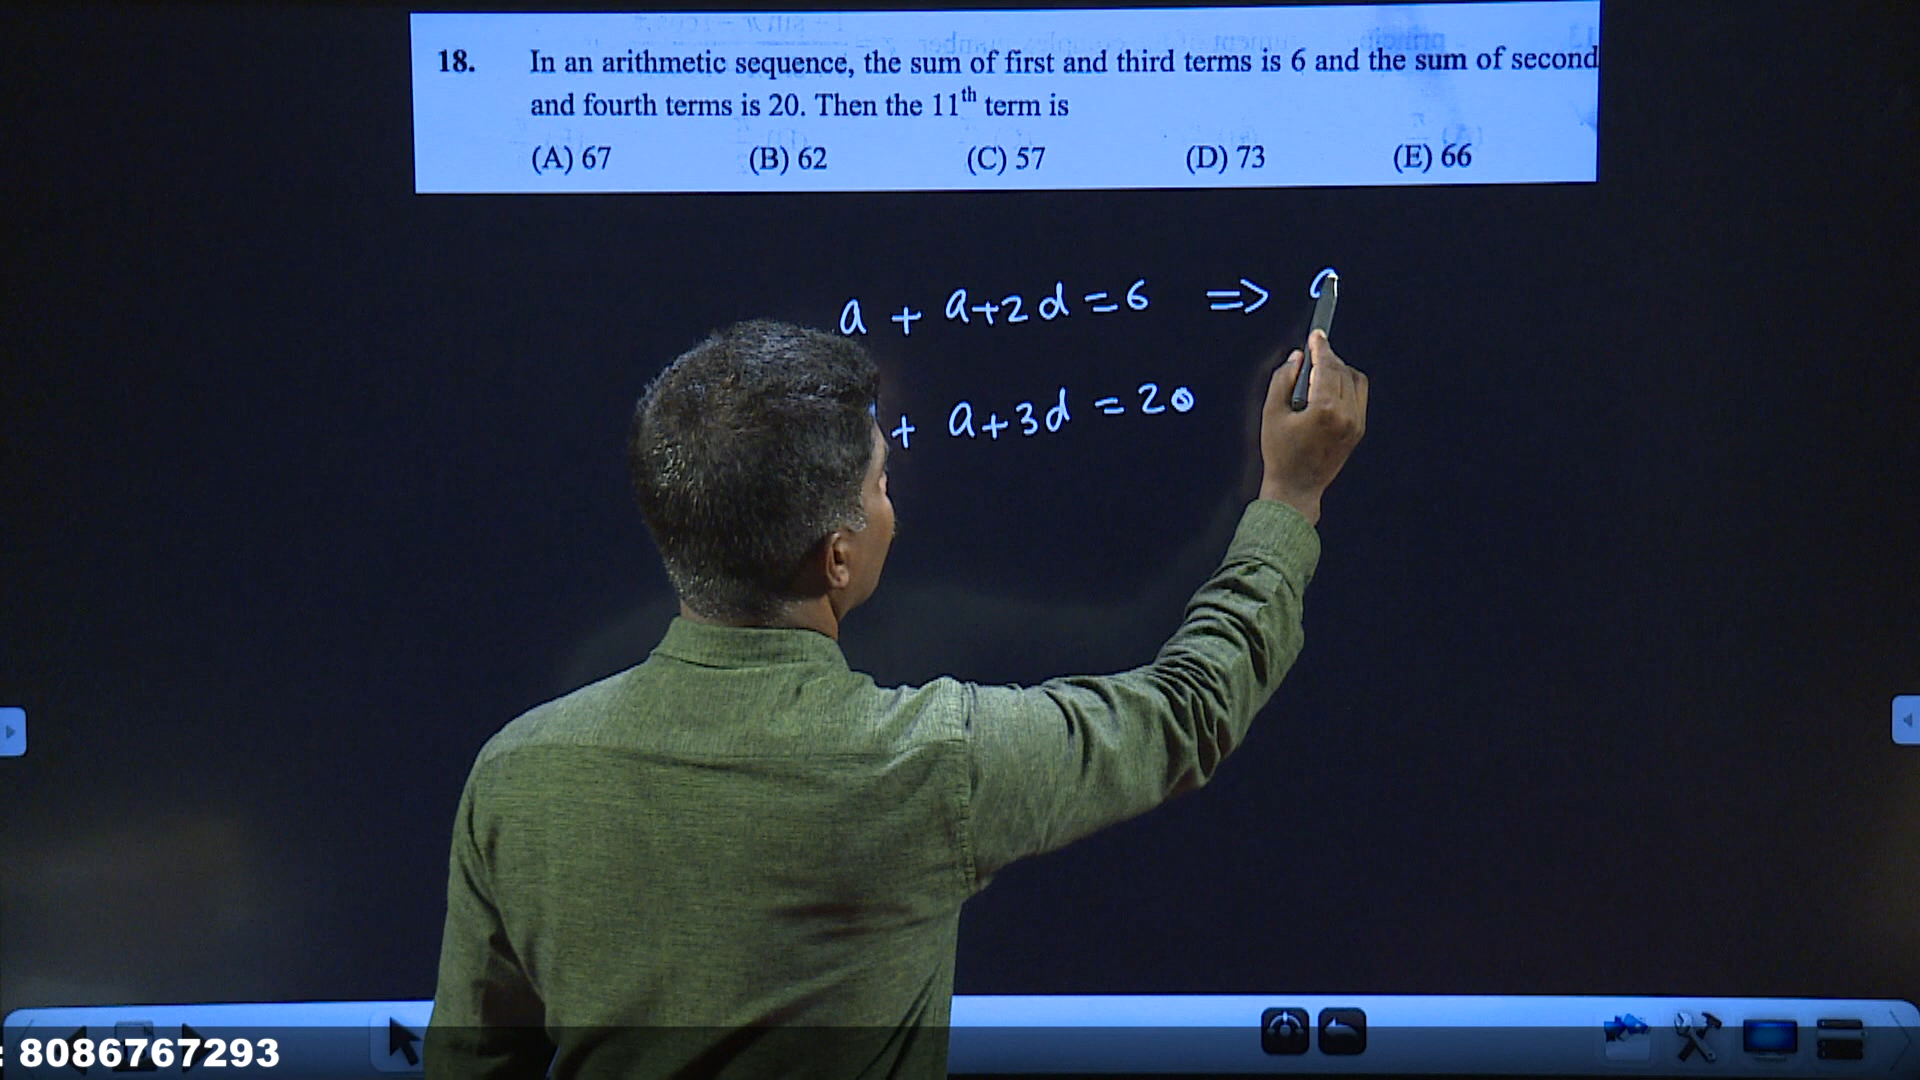 18. In an arithmetic sequence, the sum of first and third terms is 6 and the sum of second
and fourth terms is 20. Then the 11th term is
(A) 67 (B) 62 (C) 57 (D) 73 (E) 66
a + a+2d = 6 => a
+ a+3d = 20
: 8086767293